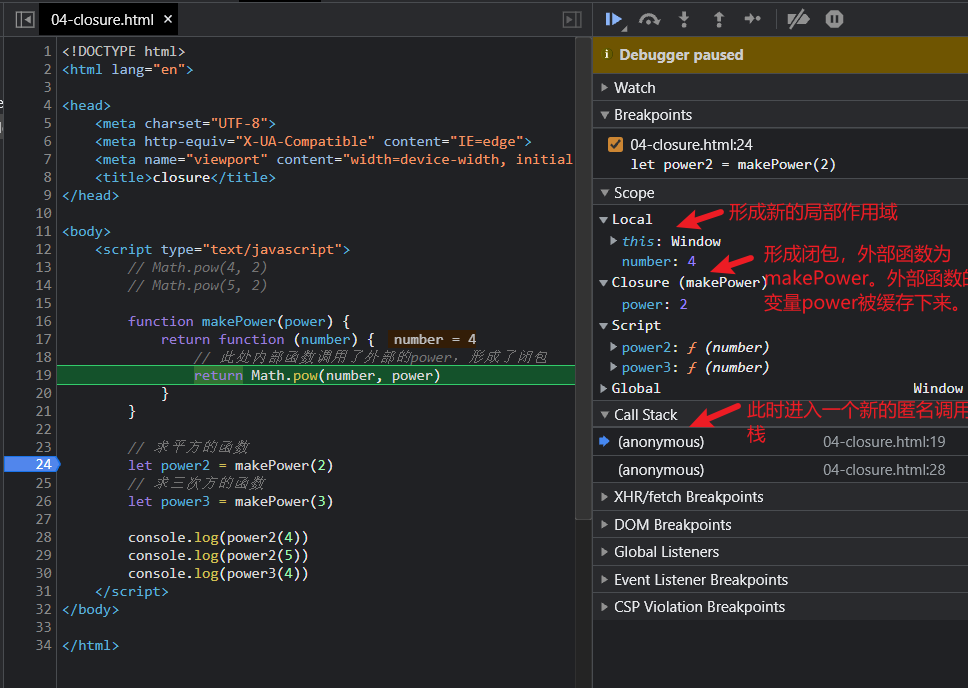 04-closure.html ×
1 <!DOCTYPE html>
2 <html lang="en">
3
4 <head>
5 <meta charset="UTF-8">
6 <meta http-equiv="X-UA-Compatible" content="IE=edge">
7 <meta name="viewport" content="width=device-width, initial
8 <title>closure</title>
9 </head>
10
11 <body>
12 <script type="text/javascript">
13 // Math.pow(4, 2)
14 // Math.pow(5, 2)
15
16 function makePower(power) {
17 return function (number) { number = 4
18 // 此处内部函数调用了外部的power，形成了闭包
19 return Math.pow(number, power)
20 }
21 }
22
23 // 求平方的函数
24 let power2 = makePower(2)
25 // 求三次方的函数
26 let power3 = makePower(3)
27
28 console.log(power2(4))
29 console.log(power2(5))
30 console.log(power3(4))
31 </script>
32 </body>
33
34 </html>
Debugger paused
Watch
Breakpoints
04-closure.html:24
let power2 = makePower(2)
Scope
Local
形成新的局部作用域
this: Window
number: 4
Closure (makePower)
形成闭包，外部函数为
makePower。外部函数的
变量power被缓存下来。
power: 2
Script
power2: ƒ (number)
power3: ƒ (number)
Global Window
Call Stack
此时进入一个新的匿名调用
栈
(anonymous) 04-closure.html:19
(anonymous) 04-closure.html:28
XHR/fetch Breakpoints
DOM Breakpoints
Global Listeners
Event Listener Breakpoints
CSP Violation Breakpoints